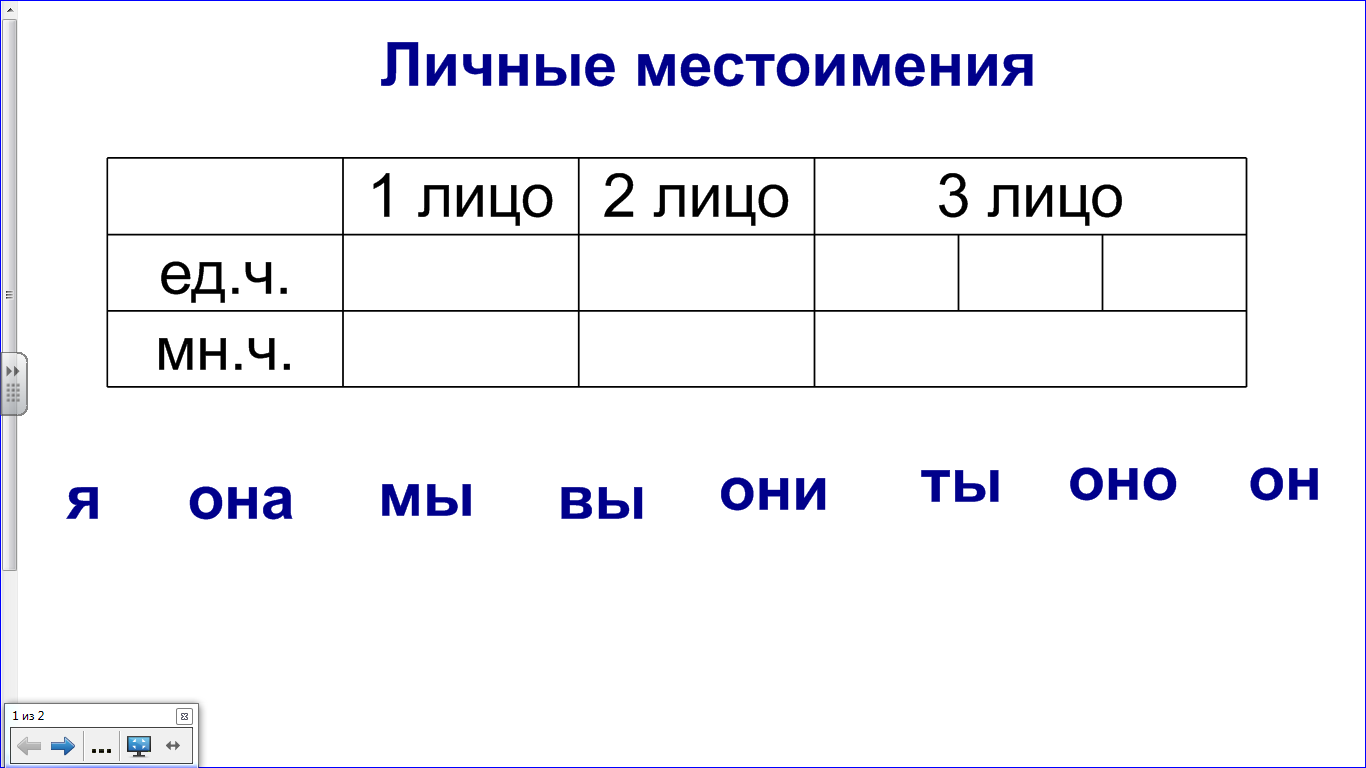 Личные местоимения
1 лицо 2 лицо 3 лицо
ед.ч.
мн.ч.
я она мы вы они ты оно он
1 из 2
...